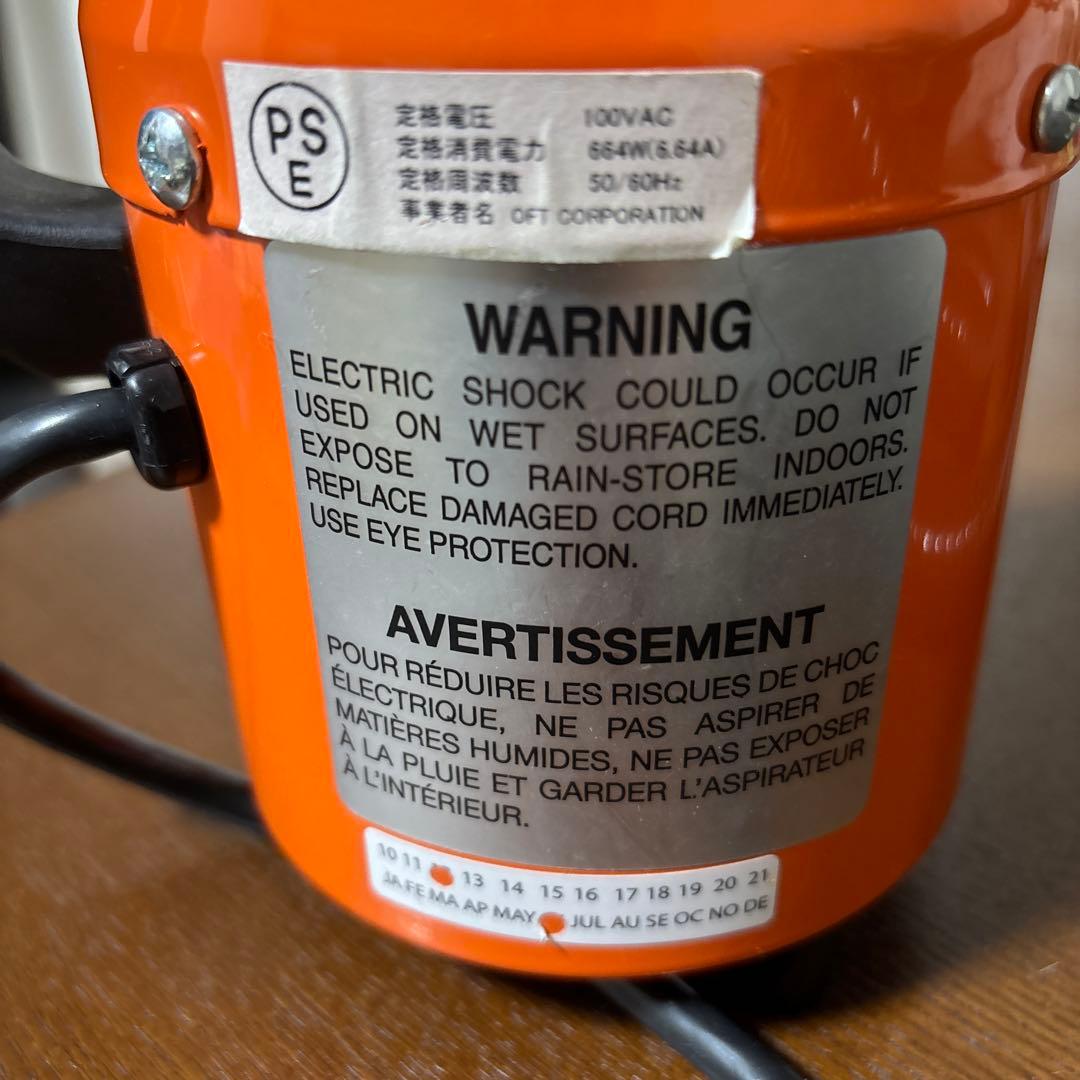 PS
E
定格電圧 100VAC
定格消費電力 664W(6.64A)
定格周波数 50/60Hz
事業者名 OFT CORPORATION
WARNING
ELECTRIC SHOCK COULD OCCUR IF
USED ON WET SURFACES. DO NOT
EXPOSE TO RAIN-STORE INDOORS.
REPLACE DAMAGED CORD IMMEDIATELY.
USE EYE PROTECTION.
AVERTISSEMENT
POUR RÉDUIRE LES RISQUES DE CHOC
ÉLECTRIQUE, NE PAS ASPIRER DE
MATIÈRES HUMIDES, NE PAS EXPOSER
À LA PLUIE ET GARDER L'ASPIRATEUR
À L'INTÉRIEUR.
10 11 13 14 15 16 17 18 19 20 21
JA FE MA AP MAY JUL AU SE OC NO DE